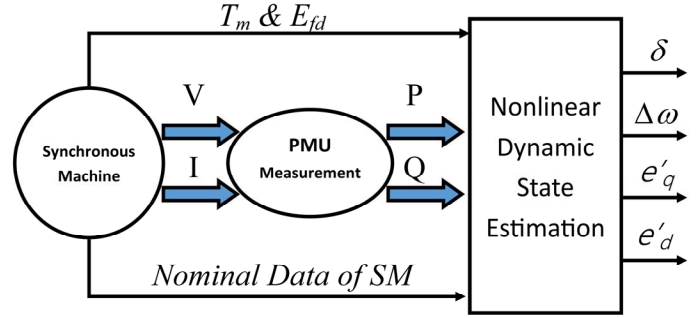 T_m & E_fd
V
P
δ
Synchronous
Machine
PMU
Measurement
Nonlinear
Dynamic
State
Estimation
Δω
I
Q
e'_q
e'_d
Nominal Data of SM